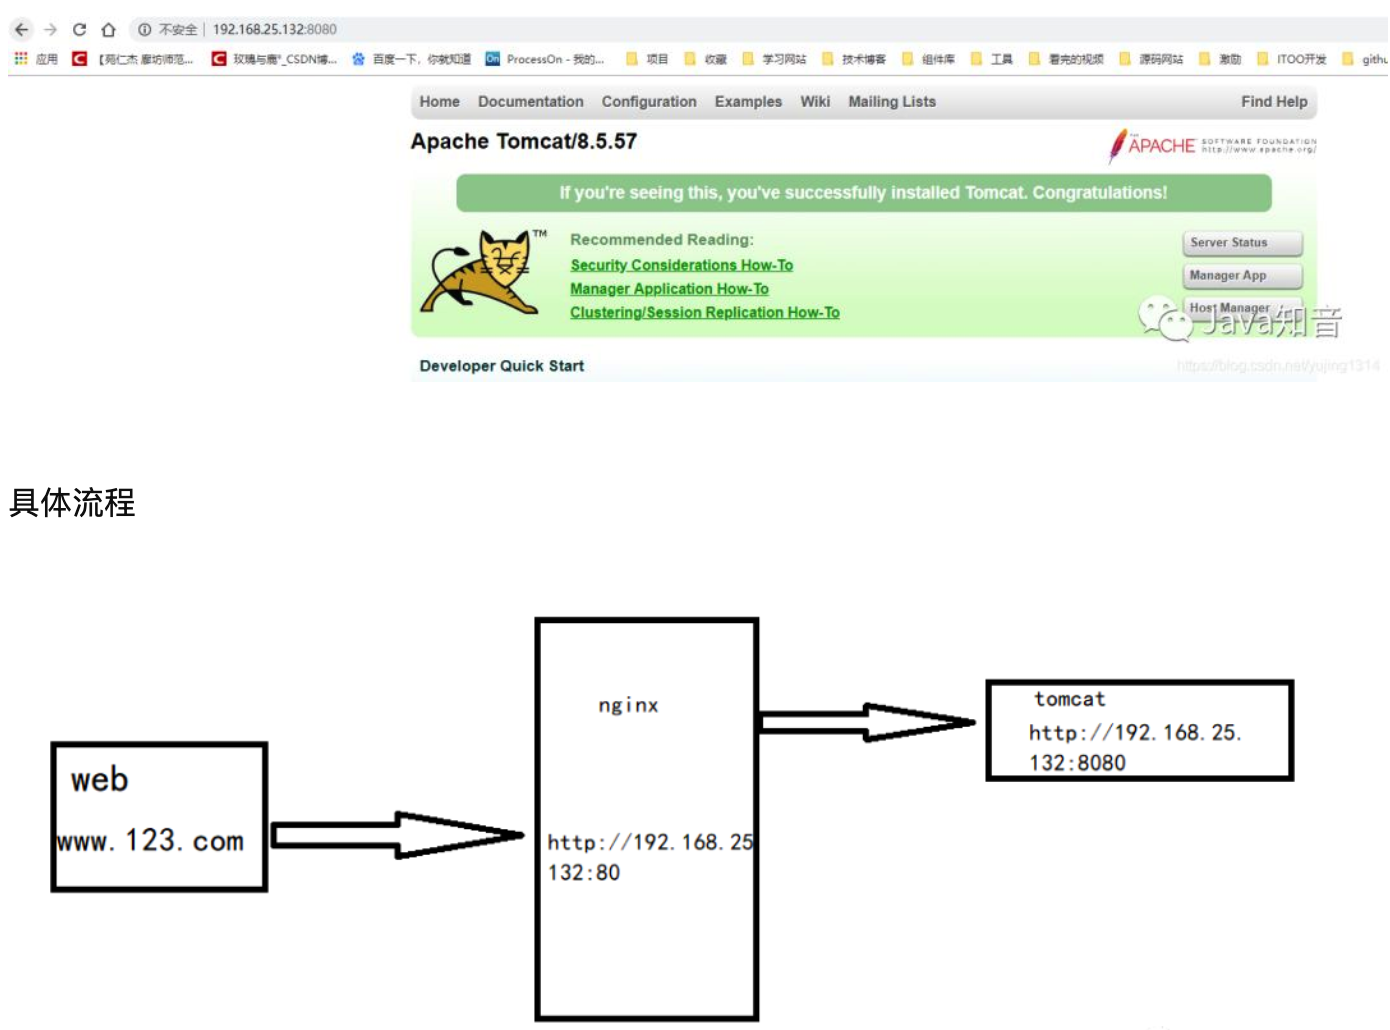 不安全 | 192.168.25.132:8080
应用 【苑仁杰 廊坊师范... 玫瑰与鹿*_CSDN博... 百度一下，你就知道 On ProcessOn - 我的... 项目 收藏 学习网站 技术博客 组件库 工具 看完的视频 源码网站 激励 ITOO开发 githu
Home Documentation Configuration Examples Wiki Mailing Lists Find Help
Apache Tomcat/8.5.57
THE APACHE SOFTWARE FOUNDATION
http://www.apache.org/
If you're seeing this, you've successfully installed Tomcat. Congratulations!
TM
Recommended Reading:
Security Considerations How-To
Manager Application How-To
Clustering/Session Replication How-To
Server Status
Manager App
Host Manager
Java知音
Developer Quick Start
https://blog.csdn.net/yujing1314
具体流程
nginx
http://192.168.25
132:80
tomcat
http://192.168.25.
132:8080
web
www.123.com